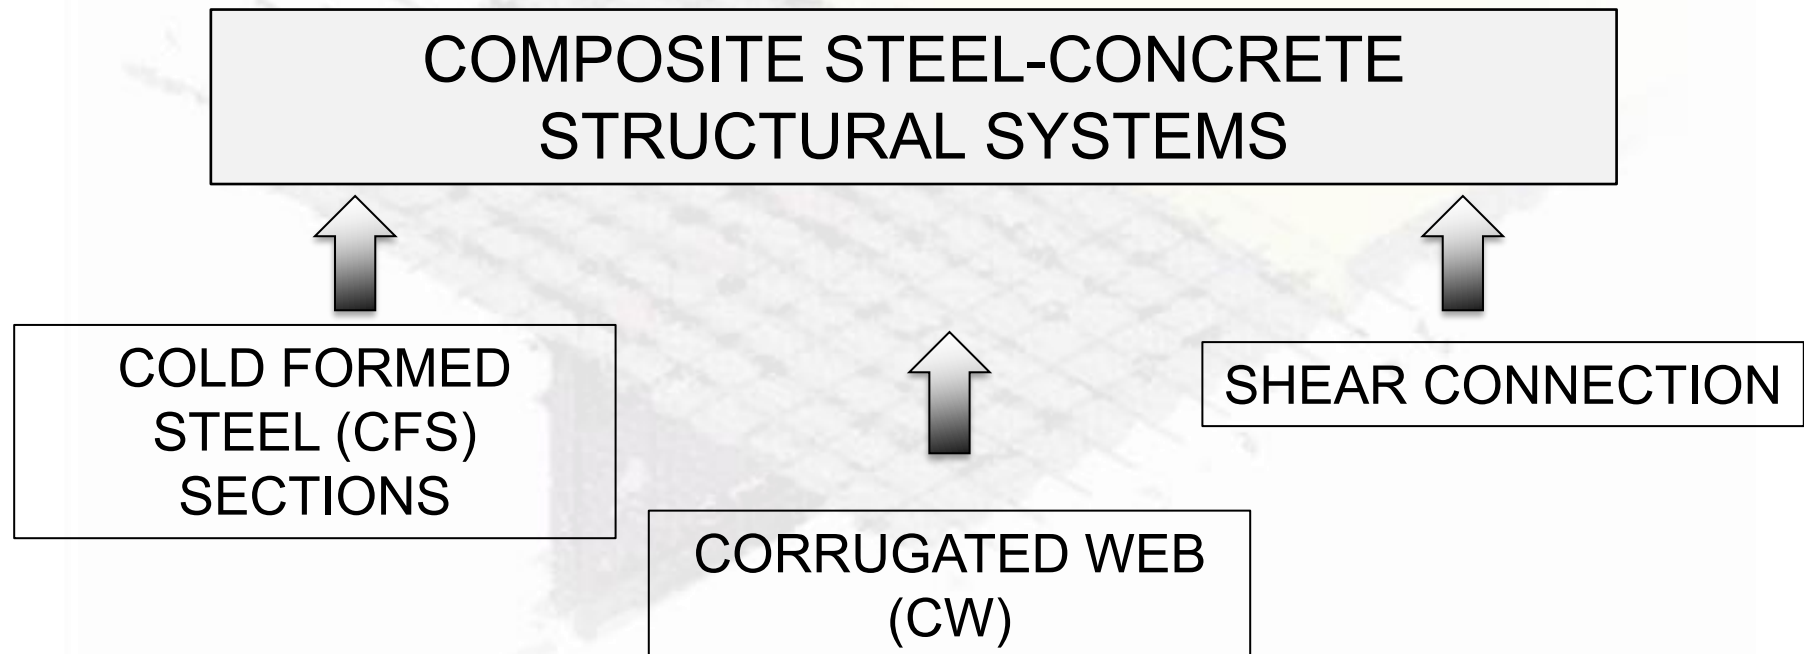 COMPOSITE STEEL-CONCRETE
STRUCTURAL SYSTEMS
COLD FORMED
STEEL (CFS)
SECTIONS
CORRUGATED WEB
(CW)
SHEAR CONNECTION